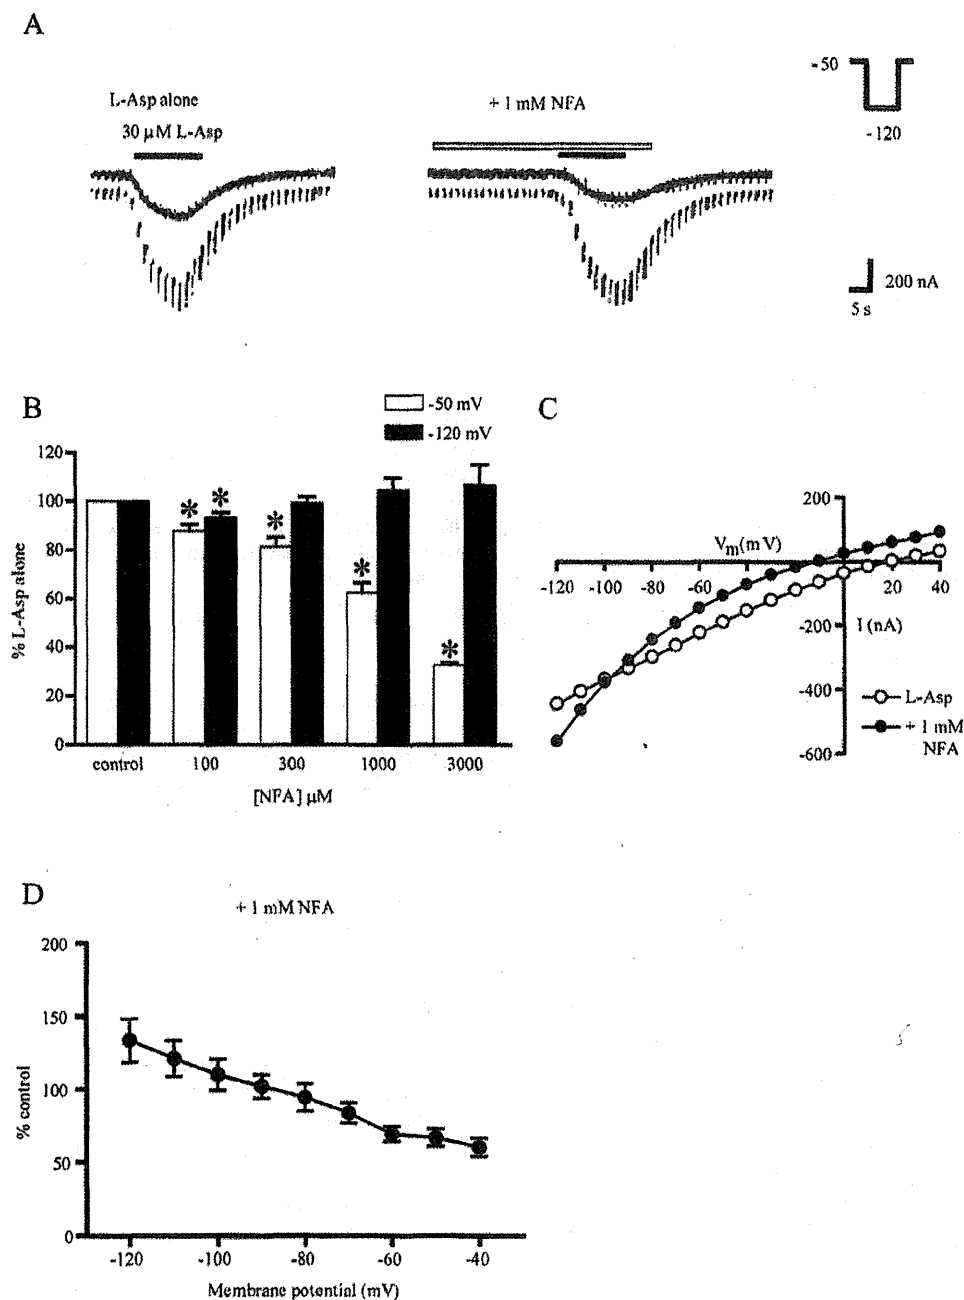 A
L-Asp alone
30 μM L-Asp
+ 1 mM NFA
-50
-120
200 nA
5 s
B
-50 mV
-120 mV
120
100
80
60
40
20
0
% L-Asp alone
* * * * *
control 100 300 1000 3000
[NFA] μM
C
200
Vm(mV)
-120 -100 -80 -60 -40 0 20 40
-200
I (nA)
-400
-600
L-Asp
+ 1 mM
NFA
D
+ 1 mM NFA
200
150
100
50
0
% control
-120 -100 -80 -60 -40
Membrane potential (mV)